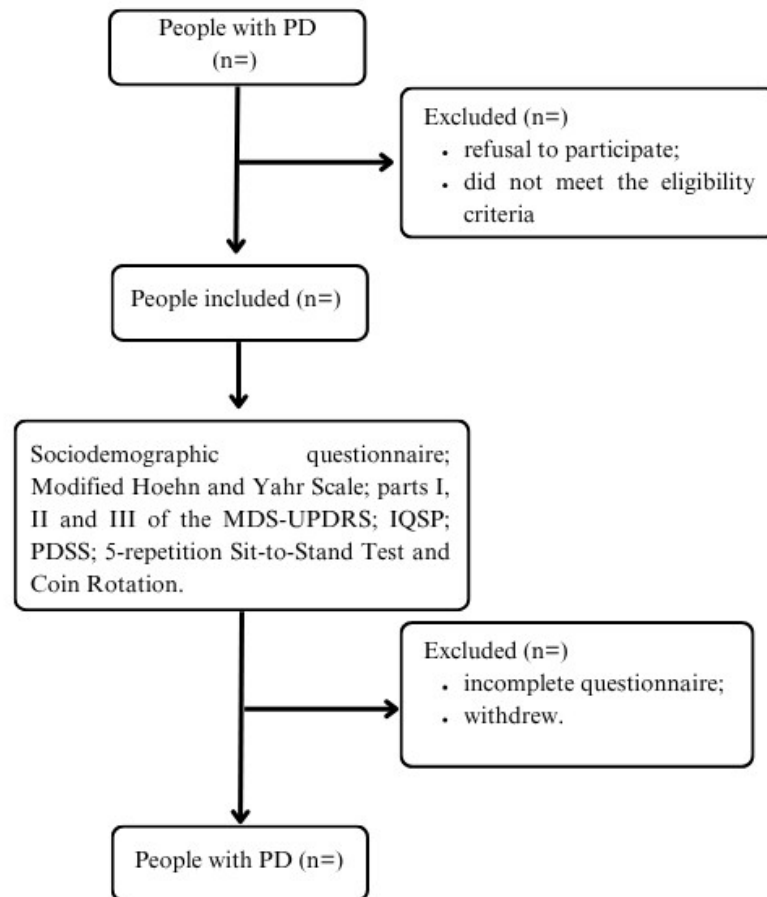 People with PD
(n=)
Excluded (n=)
• refusal to participate;
• did not meet the eligibility
criteria
People included (n=)
Sociodemographic questionnaire;
Modified Hoehn and Yahr Scale; parts I,
II and III of the MDS-UPDRS; IQSP;
PDSS; 5-repetition Sit-to-Stand Test and
Coin Rotation.
Excluded (n=)
• incomplete questionnaire;
• withdrew.
People with PD (n=)